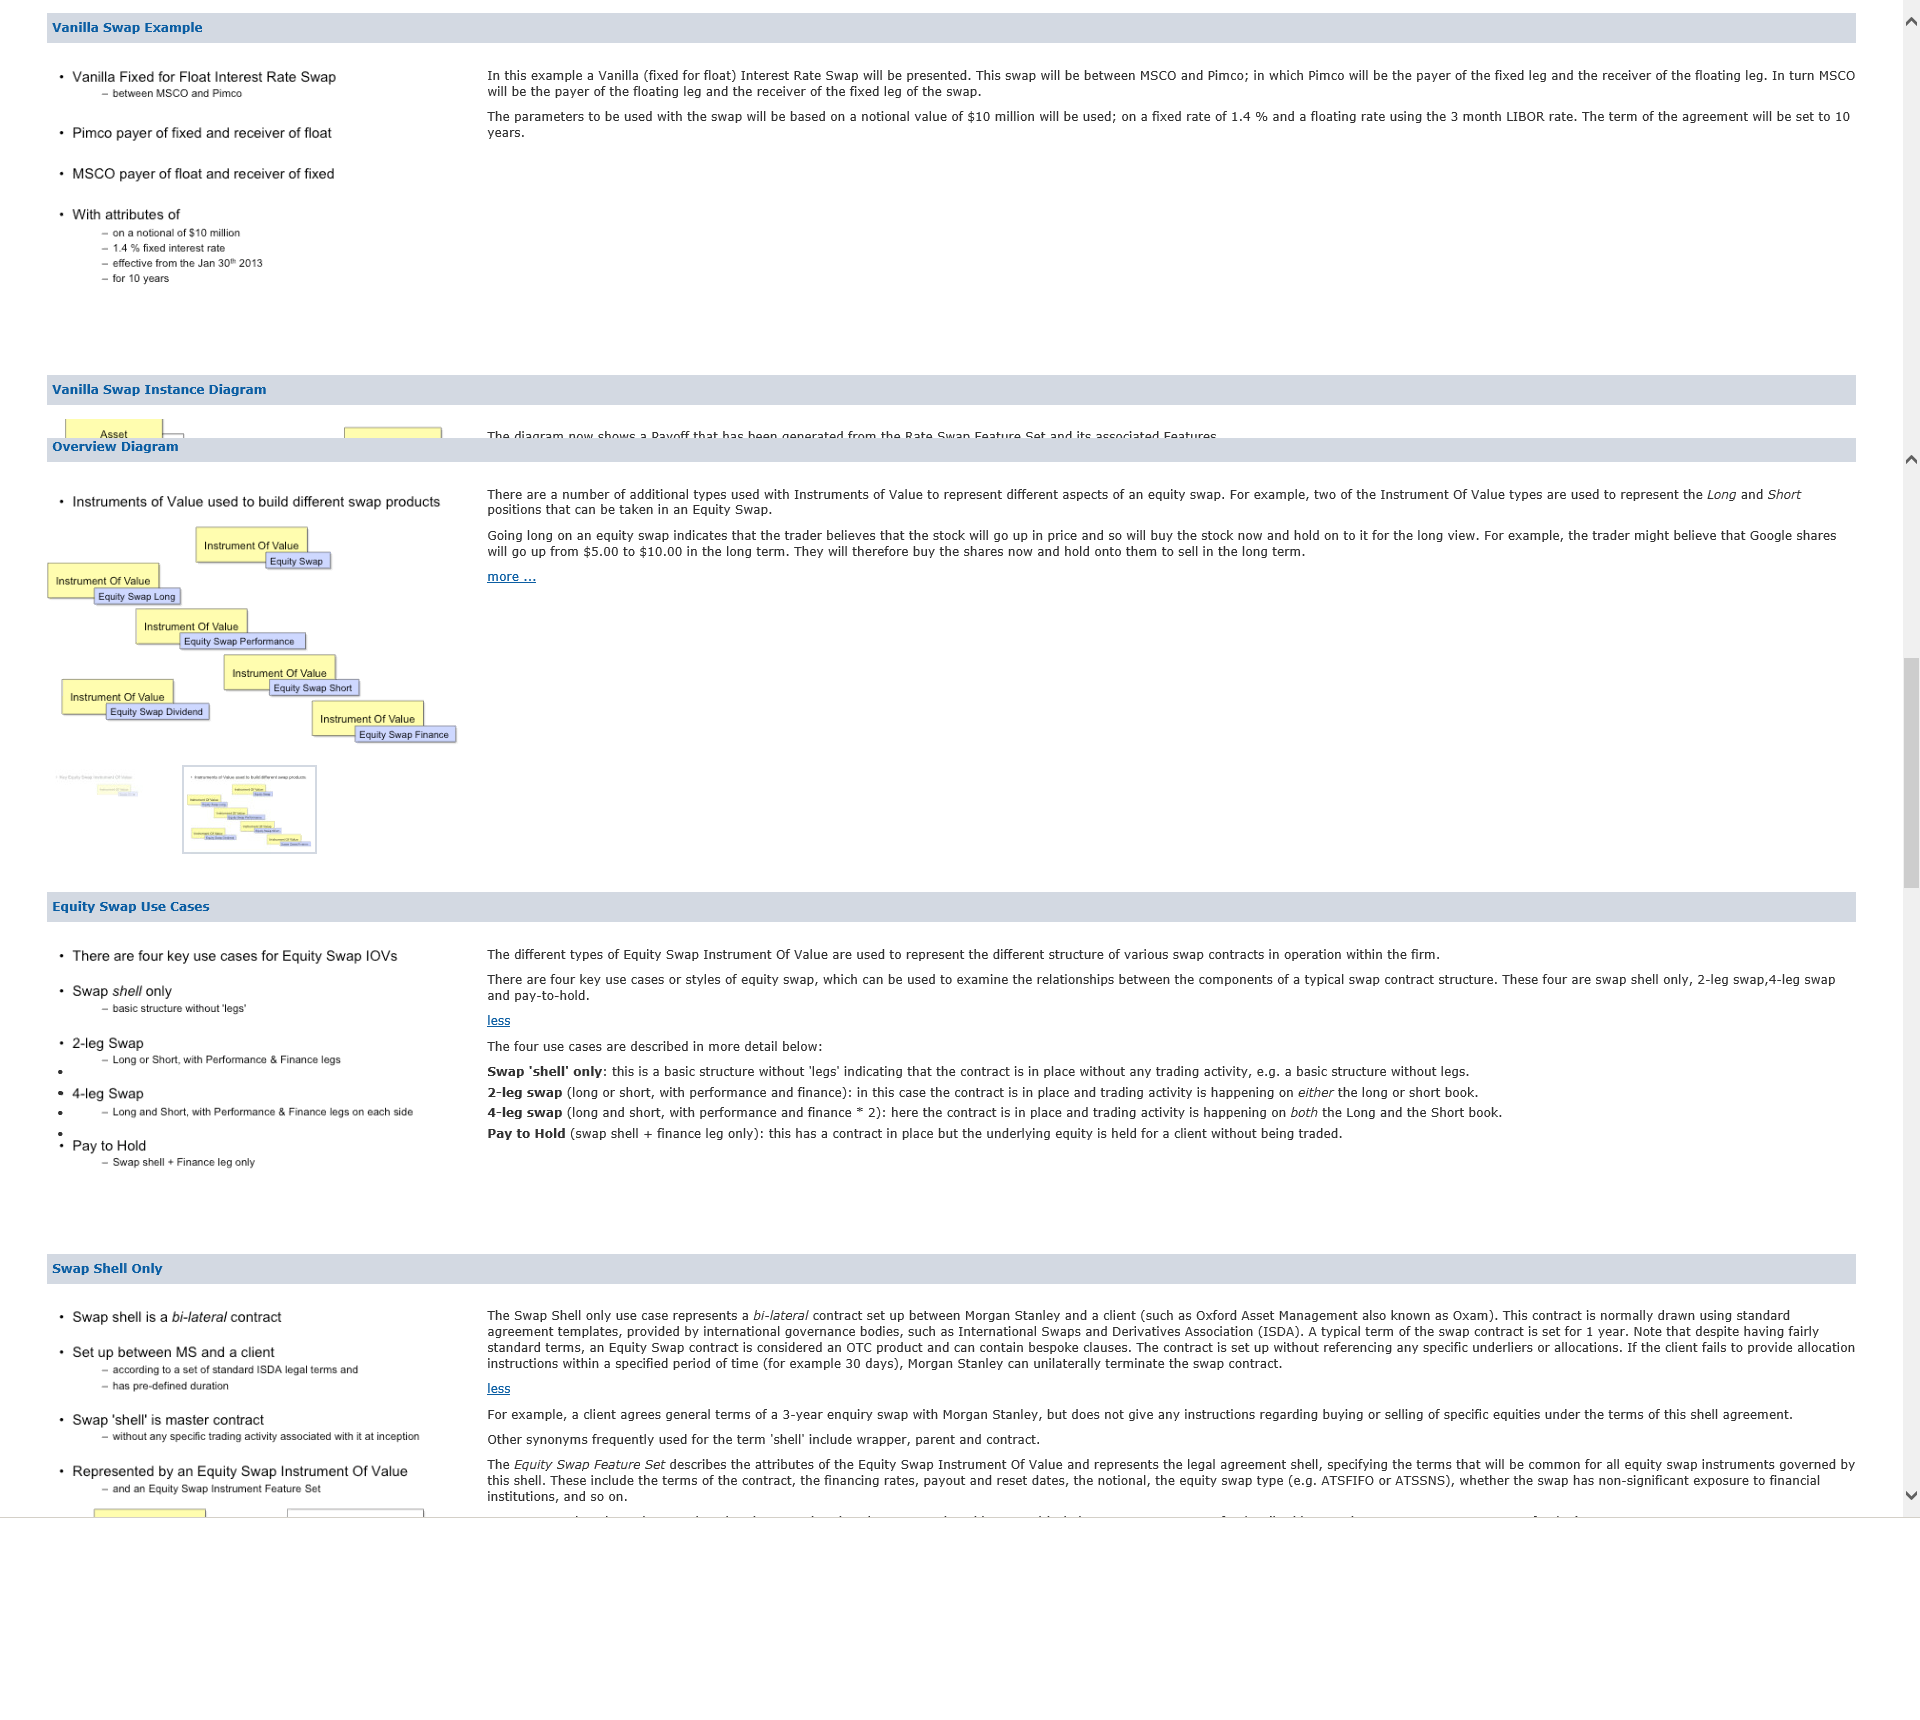 Vanilla Swap Example
• Vanilla Fixed for Float Interest Rate Swap
– between MSCO and Pimco
• Pimco payer of fixed and receiver of float
• MSCO payer of float and receiver of fixed
• With attributes of
– on a notional of $10 million
– 1.4 % fixed interest rate
– effective from the Jan 30th 2013
– for 10 years
In this example a Vanilla (fixed for float) Interest Rate Swap will be presented. This swap will be between MSCO and Pimco; in which Pimco will be the payer of the fixed leg and the receiver of the floating leg. In turn MSCO
will be the payer of the floating leg and the receiver of the fixed leg of the swap.
The parameters to be used with the swap will be based on a notional value of $10 million will be used; on a fixed rate of 1.4 % and a floating rate using the 3 month LIBOR rate. The term of the agreement will be set to 10
years.
Vanilla Swap Instance Diagram
Asset
The diagram now shows a Payoff that has been generated from the Rate Swap Feature Set and its associated Features.
Overview Diagram
• Instruments of Value used to build different swap products
Instrument Of Value
Equity Swap
Instrument Of Value
Equity Swap Long
Instrument Of Value
Equity Swap Performance
Instrument Of Value
Equity Swap Short
Instrument Of Value
Equity Swap Dividend
Instrument Of Value
Equity Swap Finance
There are a number of additional types used with Instruments of Value to represent different aspects of an equity swap. For example, two of the Instrument Of Value types are used to represent the Long and Short
positions that can be taken in an Equity Swap.
Going long on an equity swap indicates that the trader believes that the stock will go up in price and so will buy the stock now and hold on to it for the long view. For example, the trader might believe that Google shares
will go up from $5.00 to $10.00 in the long term. They will therefore buy the shares now and hold onto them to sell in the long term.
more ...
Equity Swap Use Cases
• There are four key use cases for Equity Swap IOVs
• Swap shell only
– basic structure without 'legs'
• 2-leg Swap
– Long or Short, with Performance & Finance legs
• 4-leg Swap
– Long and Short, with Performance & Finance legs on each side
• Pay to Hold
– Swap shell + Finance leg only
The different types of Equity Swap Instrument Of Value are used to represent the different structure of various swap contracts in operation within the firm.
There are four key use cases or styles of equity swap, which can be used to examine the relationships between the components of a typical swap contract structure. These four are swap shell only, 2-leg swap,4-leg swap
and pay-to-hold.
less
The four use cases are described in more detail below:
Swap 'shell' only: this is a basic structure without 'legs' indicating that the contract is in place without any trading activity, e.g. a basic structure without legs.
2-leg swap (long or short, with performance and finance): in this case the contract is in place and trading activity is happening on either the long or short book.
4-leg swap (long and short, with performance and finance * 2): here the contract is in place and trading activity is happening on both the Long and the Short book.
Pay to Hold (swap shell + finance leg only): this has a contract in place but the underlying equity is held for a client without being traded.
Swap Shell Only
• Swap shell is a bi-lateral contract
• Set up between MS and a client
– according to a set of standard ISDA legal terms and
– has pre-defined duration
• Swap 'shell' is master contract
– without any specific trading activity associated with it at inception
• Represented by an Equity Swap Instrument Of Value
– and an Equity Swap Instrument Feature Set
The Swap Shell only use case represents a bi-lateral contract set up between Morgan Stanley and a client (such as Oxford Asset Management also known as Oxam). This contract is normally drawn using standard
agreement templates, provided by international governance bodies, such as International Swaps and Derivatives Association (ISDA). A typical term of the swap contract is set for 1 year. Note that despite having fairly
standard terms, an Equity Swap contract is considered an OTC product and can contain bespoke clauses. The contract is set up without referencing any specific underliers or allocations. If the client fails to provide allocation
instructions within a specified period of time (for example 30 days), Morgan Stanley can unilaterally terminate the swap contract.
less
For example, a client agrees general terms of a 3-year enquiry swap with Morgan Stanley, but does not give any instructions regarding buying or selling of specific equities under the terms of this shell agreement.
Other synonyms frequently used for the term 'shell' include wrapper, parent and contract.
The Equity Swap Feature Set describes the attributes of the Equity Swap Instrument Of Value and represents the legal agreement shell, specifying the terms that will be common for all equity swap instruments governed by
this shell. These include the terms of the contract, the financing rates, payout and reset dates, the notional, the equity swap type (e.g. ATSFIFO or ATSSNS), whether the swap has non-significant exposure to financial
institutions, and so on.